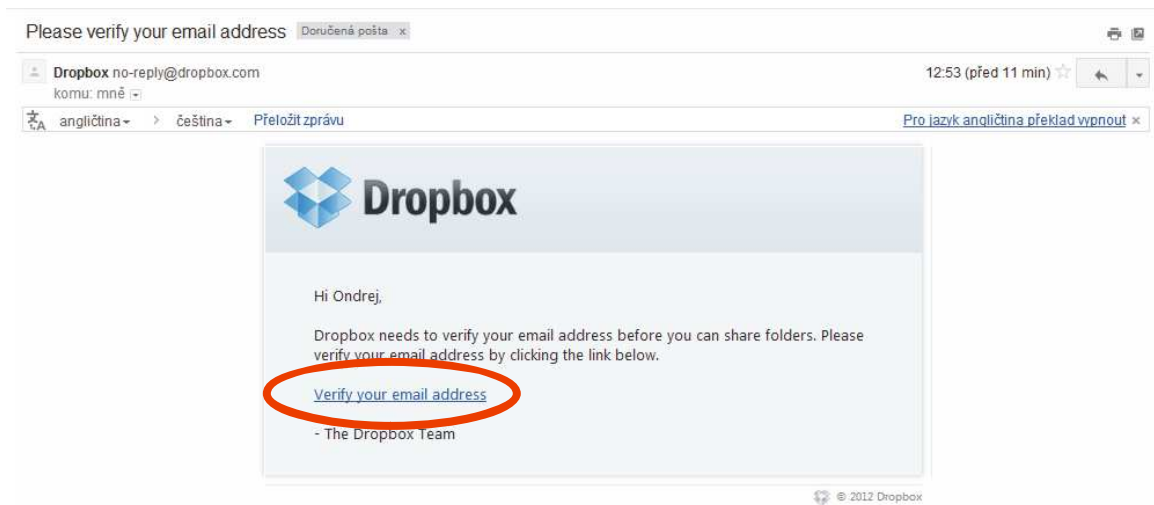 Please verify your email address Doručená pošta x
Dropbox no-reply@dropbox.com 12:53 (před 11 min)
komu: mně
angličtina > čeština Přeložit zprávu Pro jazyk angličtina překlad vypnout ×
Dropbox
Hi Ondrej,
Dropbox needs to verify your email address before you can share folders. Please
verify your email address by clicking the link below.
Verify your email address
- The Dropbox Team
© 2012 Dropbox